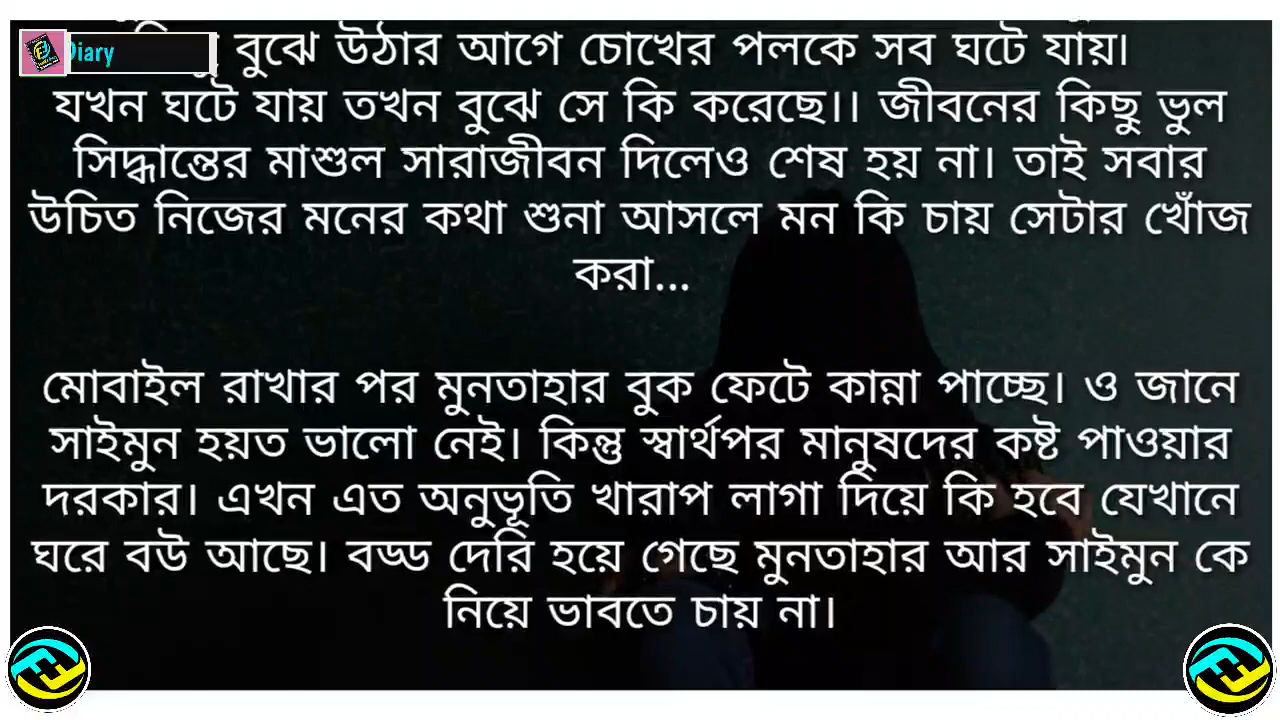 Diary
বুঝে উঠার আগে চোখের পলকে সব ঘটে যায়।
যখন ঘটে যায় তখন বুঝে সে কি করেছে।। জীবনের কিছু ভুল
সিদ্ধান্তের মাশুল সারাজীবন দিলেও শেষ হয় না। তাই সবার
উচিত নিজের মনের কথা শুনা আসলে মন কি চায় সেটার খোঁজ
করা...
মোবাইল রাখার পর মুনতাহার বুক ফেটে কান্না পাচ্ছে। ও জানে
সাইমুন হয়ত ভালো নেই। কিন্তু স্বার্থপর মানুষদের কষ্ট পাওয়ার
দরকার। এখন এত অনুভূতি খারাপ লাগা দিয়ে কি হবে যেখানে
ঘরে বউ আছে। বড্ড দেরি হয়ে গেছে মুনতাহার আর সাইমুন কে
নিয়ে ভাবতে চায় না।